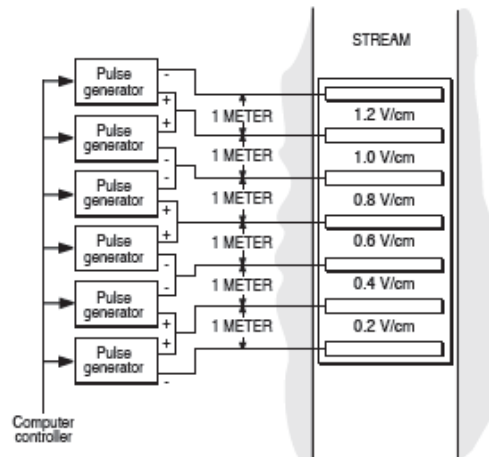 STREAM
Pulse
generator
-
+
1 METER
1.2 V/cm
Pulse
generator
+
-
1 METER
1.0 V/cm
Pulse
generator
-
+
1 METER
0.8 V/cm
Pulse
generator
+
-
1 METER
0.6 V/cm
Pulse
generator
-
+
1 METER
0.4 V/cm
Pulse
generator
+
-
1 METER
0.2 V/cm
Computer
controller